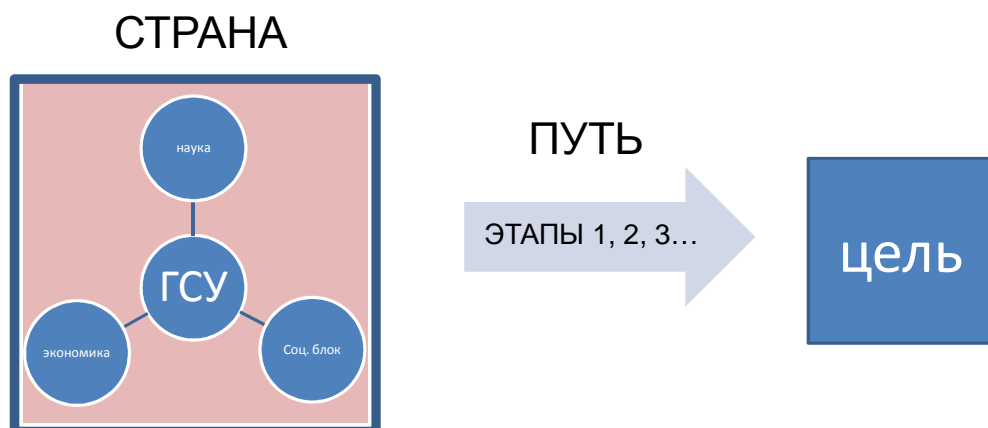 СТРАНА
наука
ГСУ
экономика
Соц. блок
ПУТЬ
ЭТАПЫ 1, 2, 3…
цель